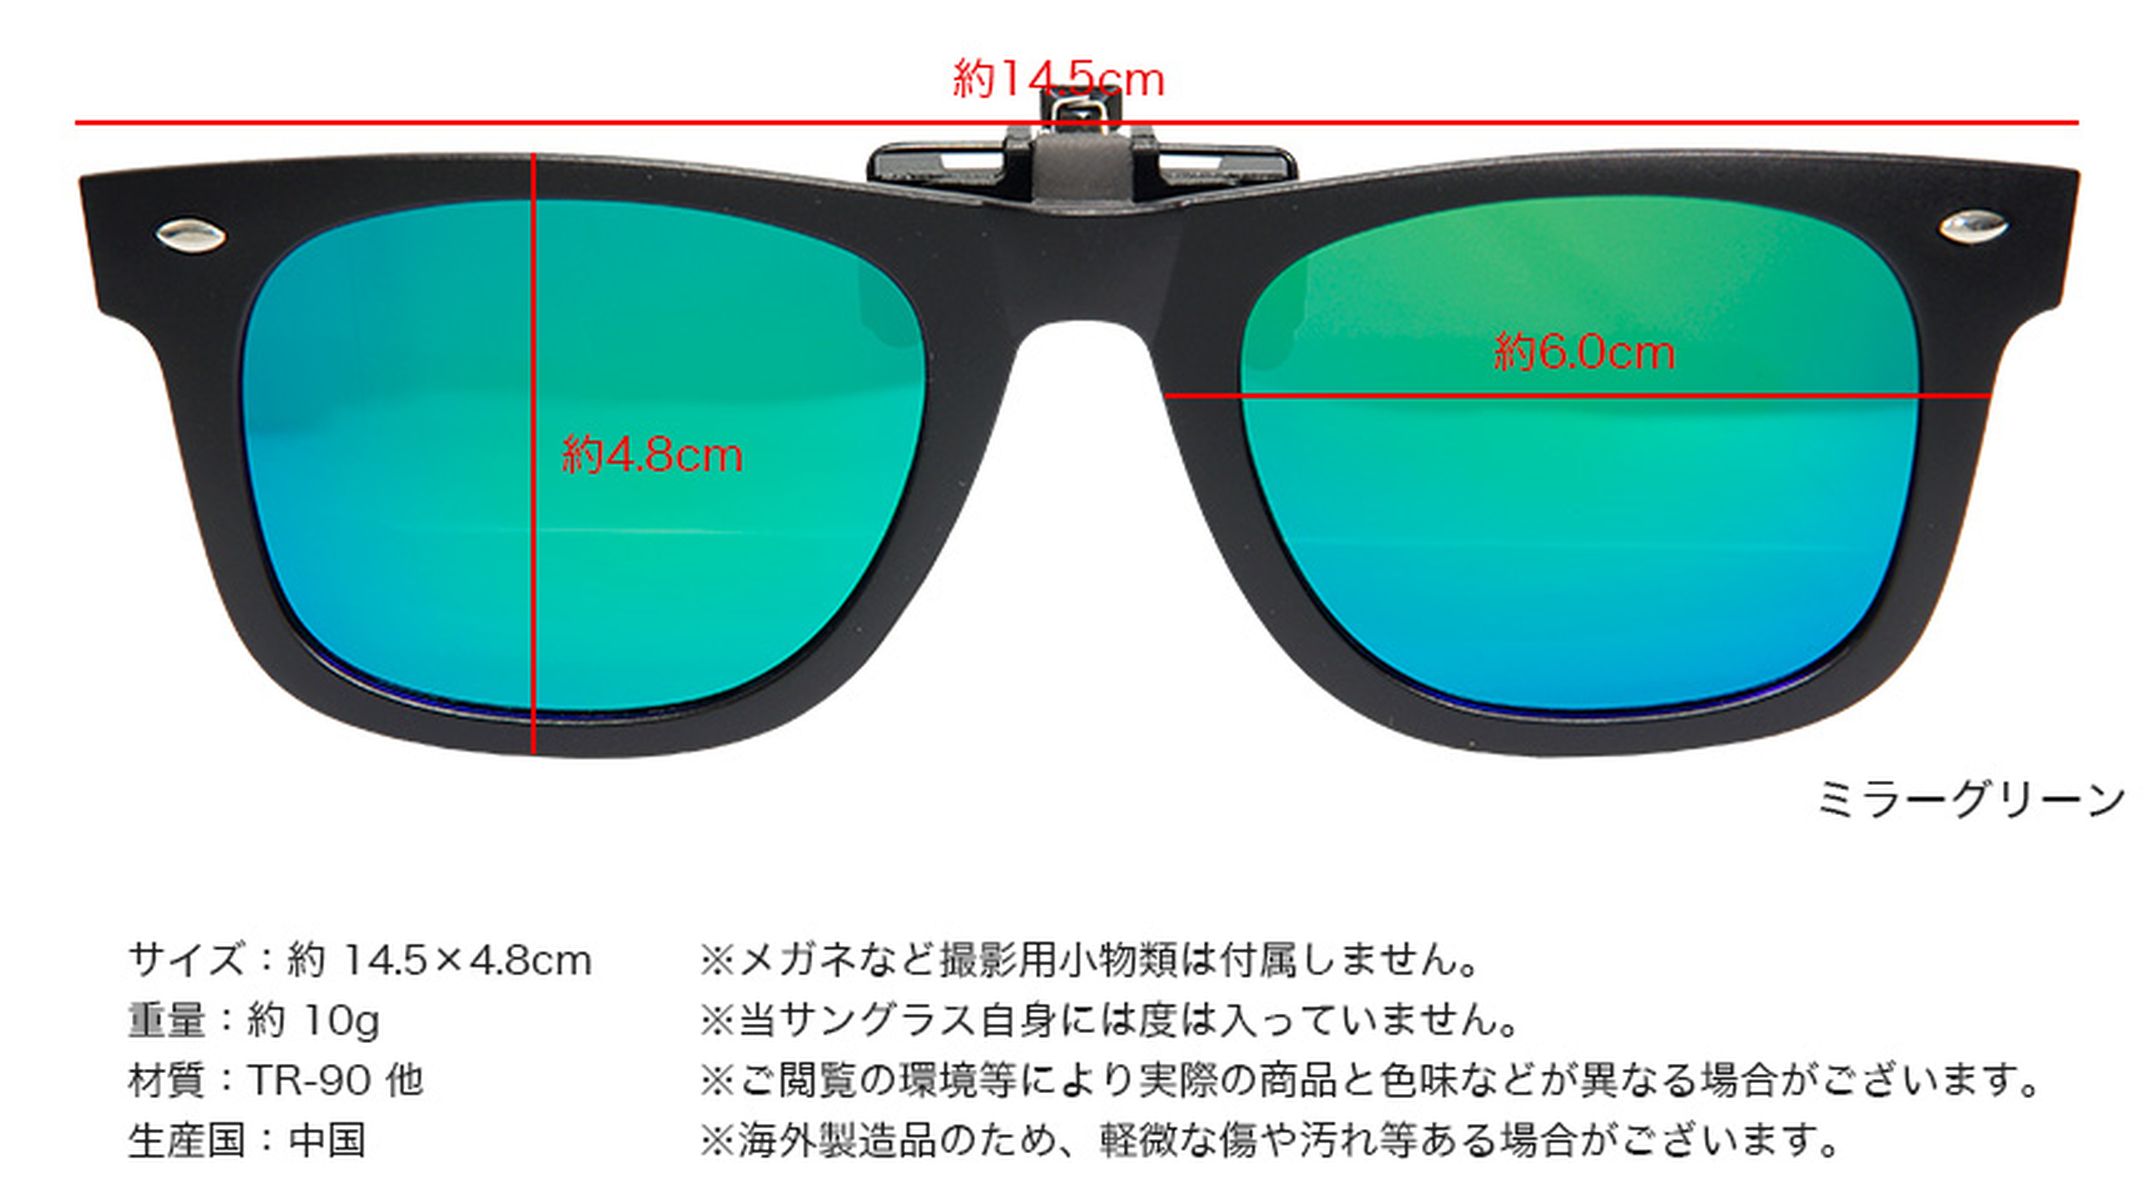 約14.5cm
約6.0cm
約4.8cm
ミラーグリーン
サイズ：約 14.5×4.8cm
重量：約 10g
材質：TR-90 他
生産国：中国
※メガネなど撮影用小物類は付属しません。
※当サングラス自身には度は入っていません。
※ご閲覧の環境等により実際の商品と色味などが異なる場合がございます。
※海外製造品のため、軽微な傷や汚れ等ある場合がございます。